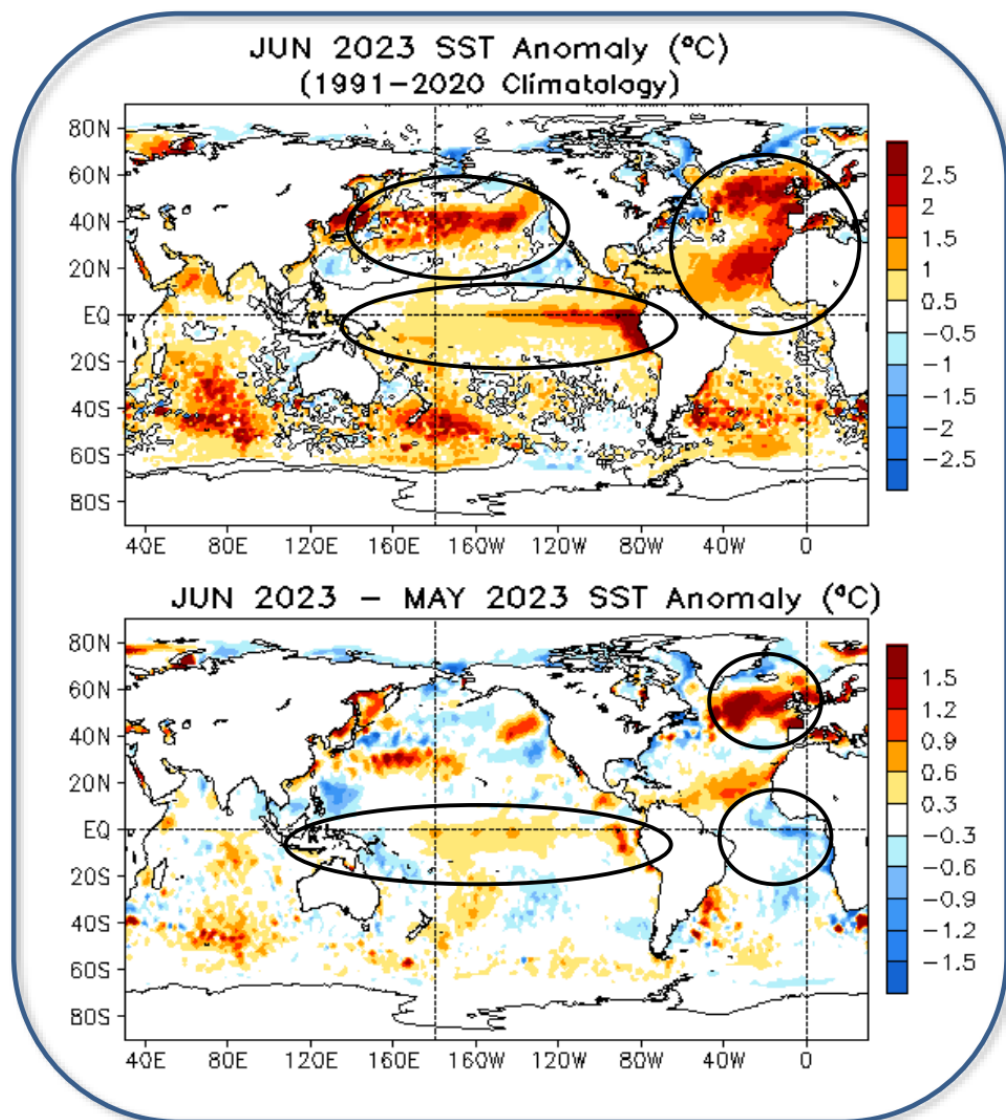 JUN 2023 SST Anomaly (ºC)
(1991-2020 Climatology)
80N
60N
40N
20N
EQ
20S
40S
60S
80S
40E 80E 120E 160E 160W 120W 80W 40W 0
2.5
2
1.5
1
0.5
-0.5
-1
-1.5
-2
-2.5
JUN 2023 - MAY 2023 SST Anomaly (ºC)
80N
60N
40N
20N
EQ
20S
40S
60S
80S
40E 80E 120E 160E 160W 120W 80W 40W 0
1.5
1.2
0.9
0.6
0.3
-0.3
-0.6
-0.9
-1.2
-1.5